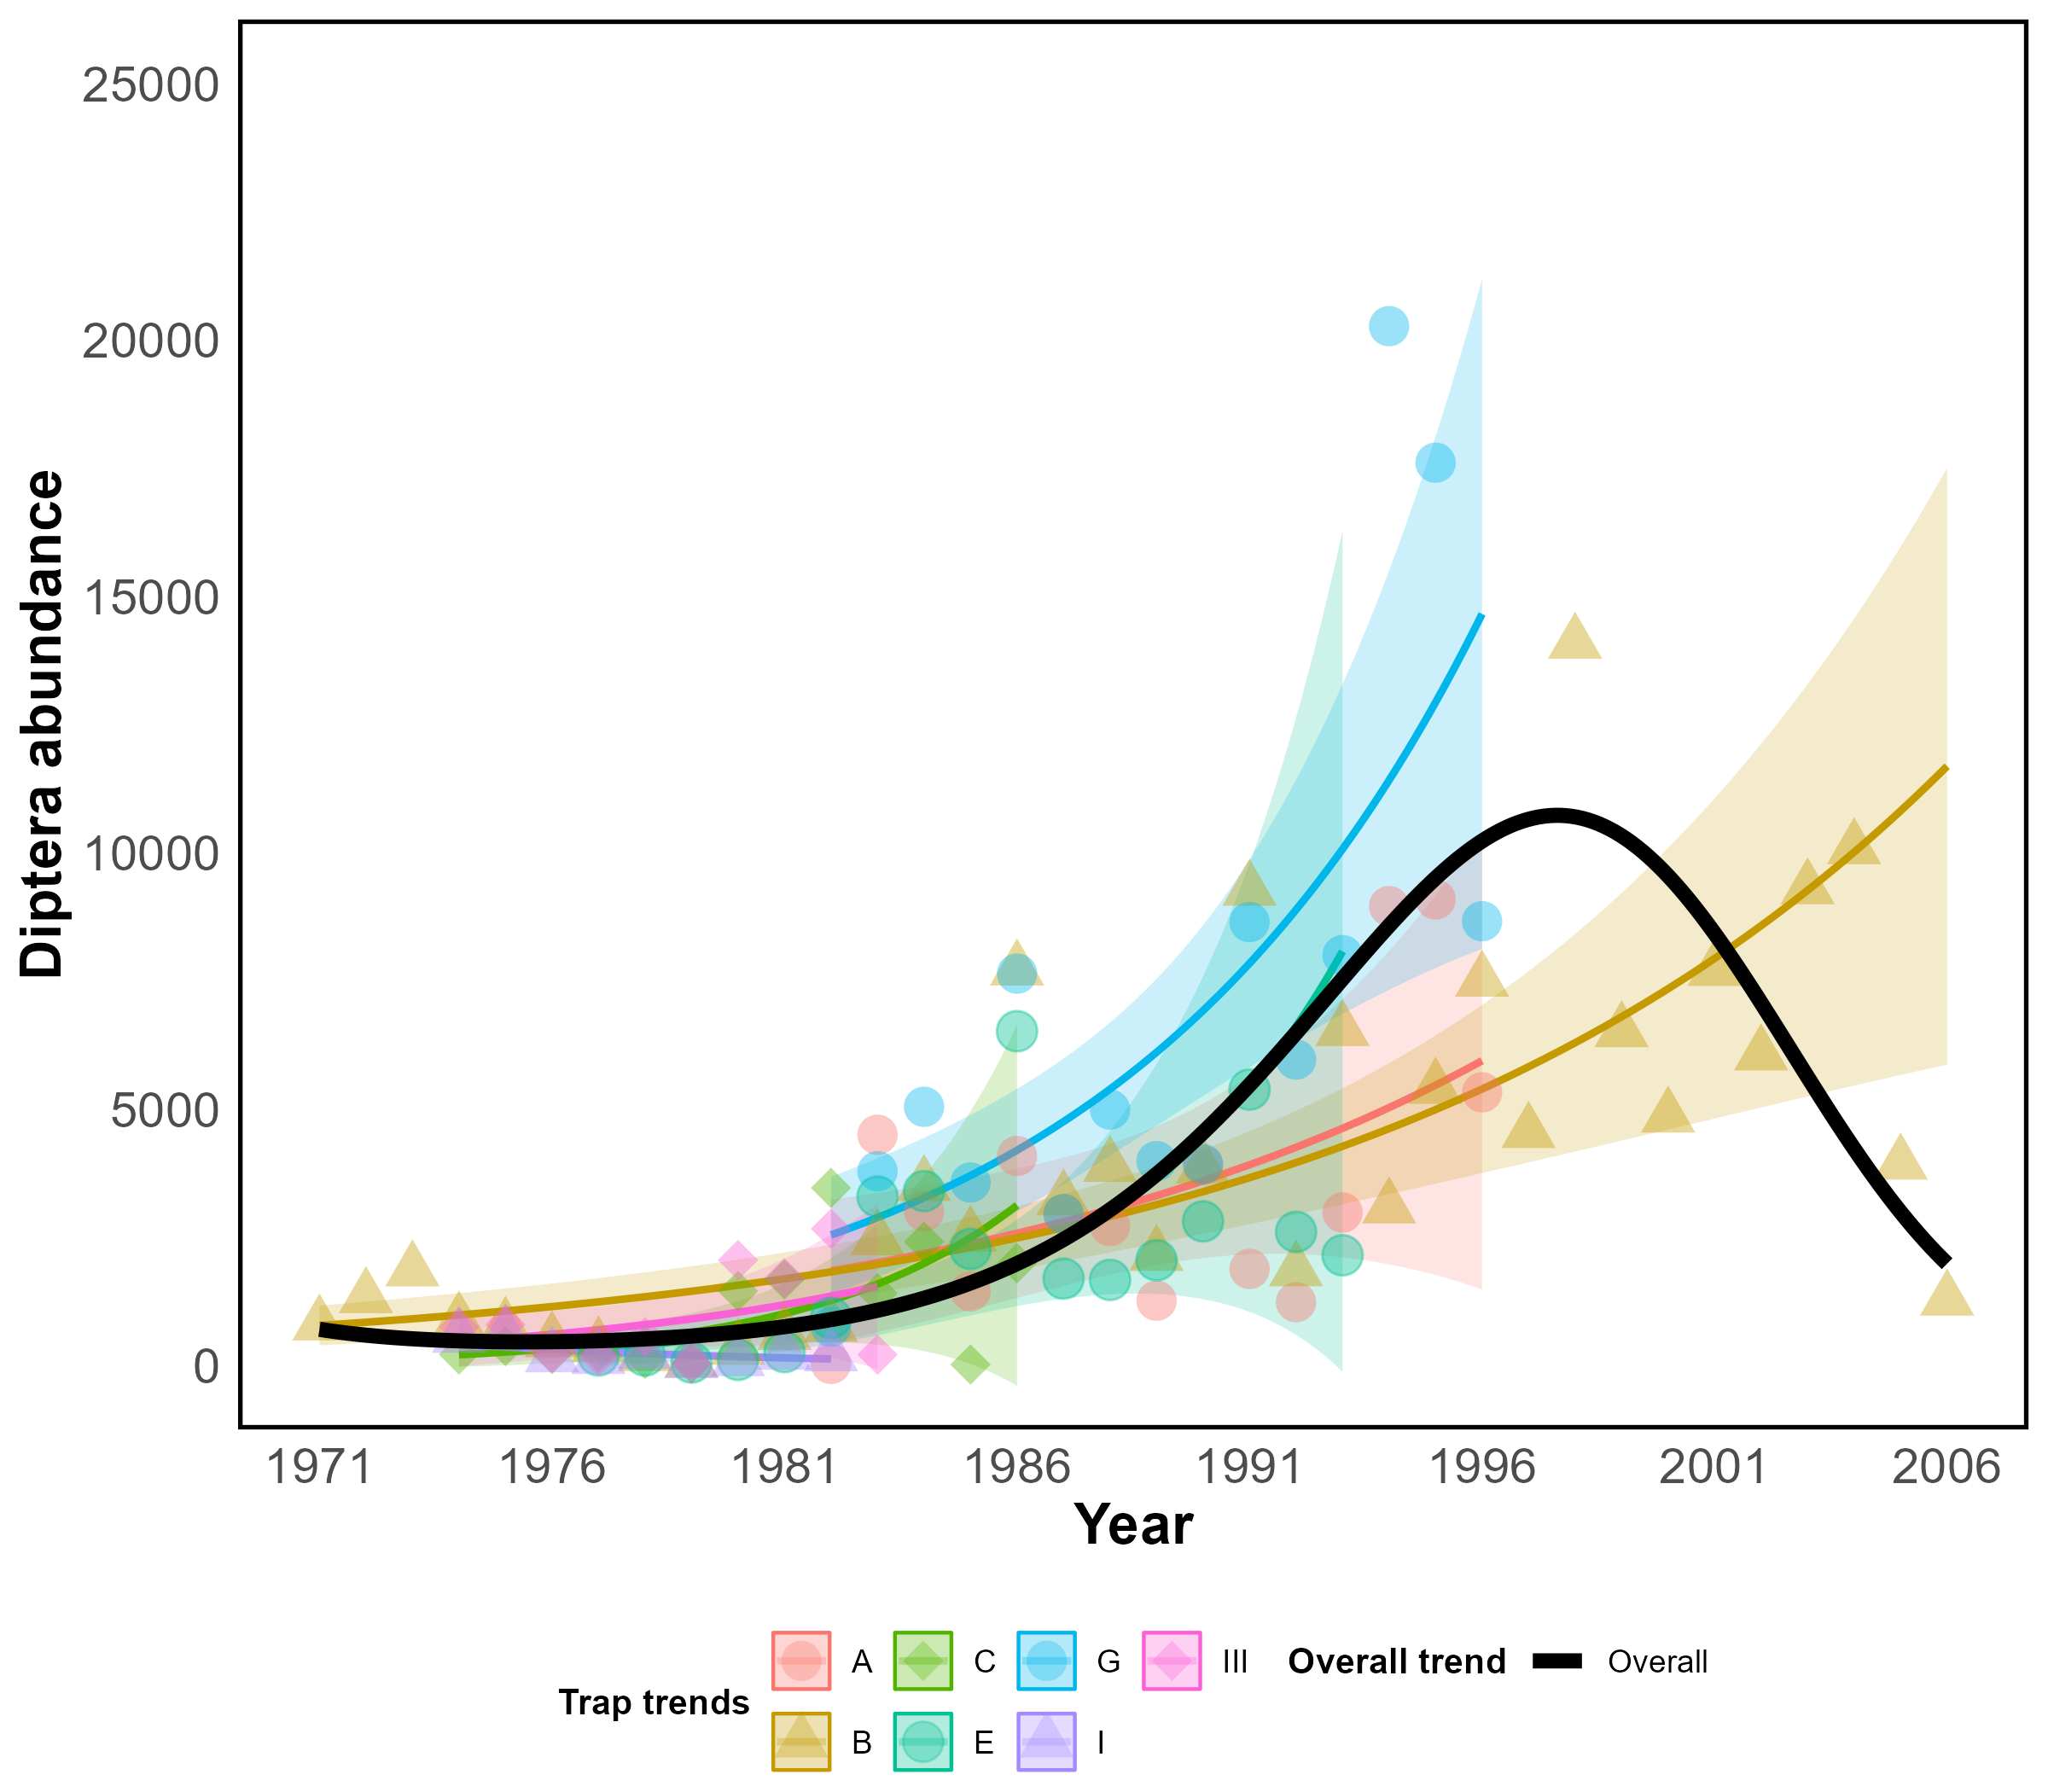 Diptera abundance
25000
20000
15000
10000
5000
0
1971 1976 1981 1986 1991 1996 2001 2006
Year
Trap trends
A C G III
B E I
Overall trend Overall